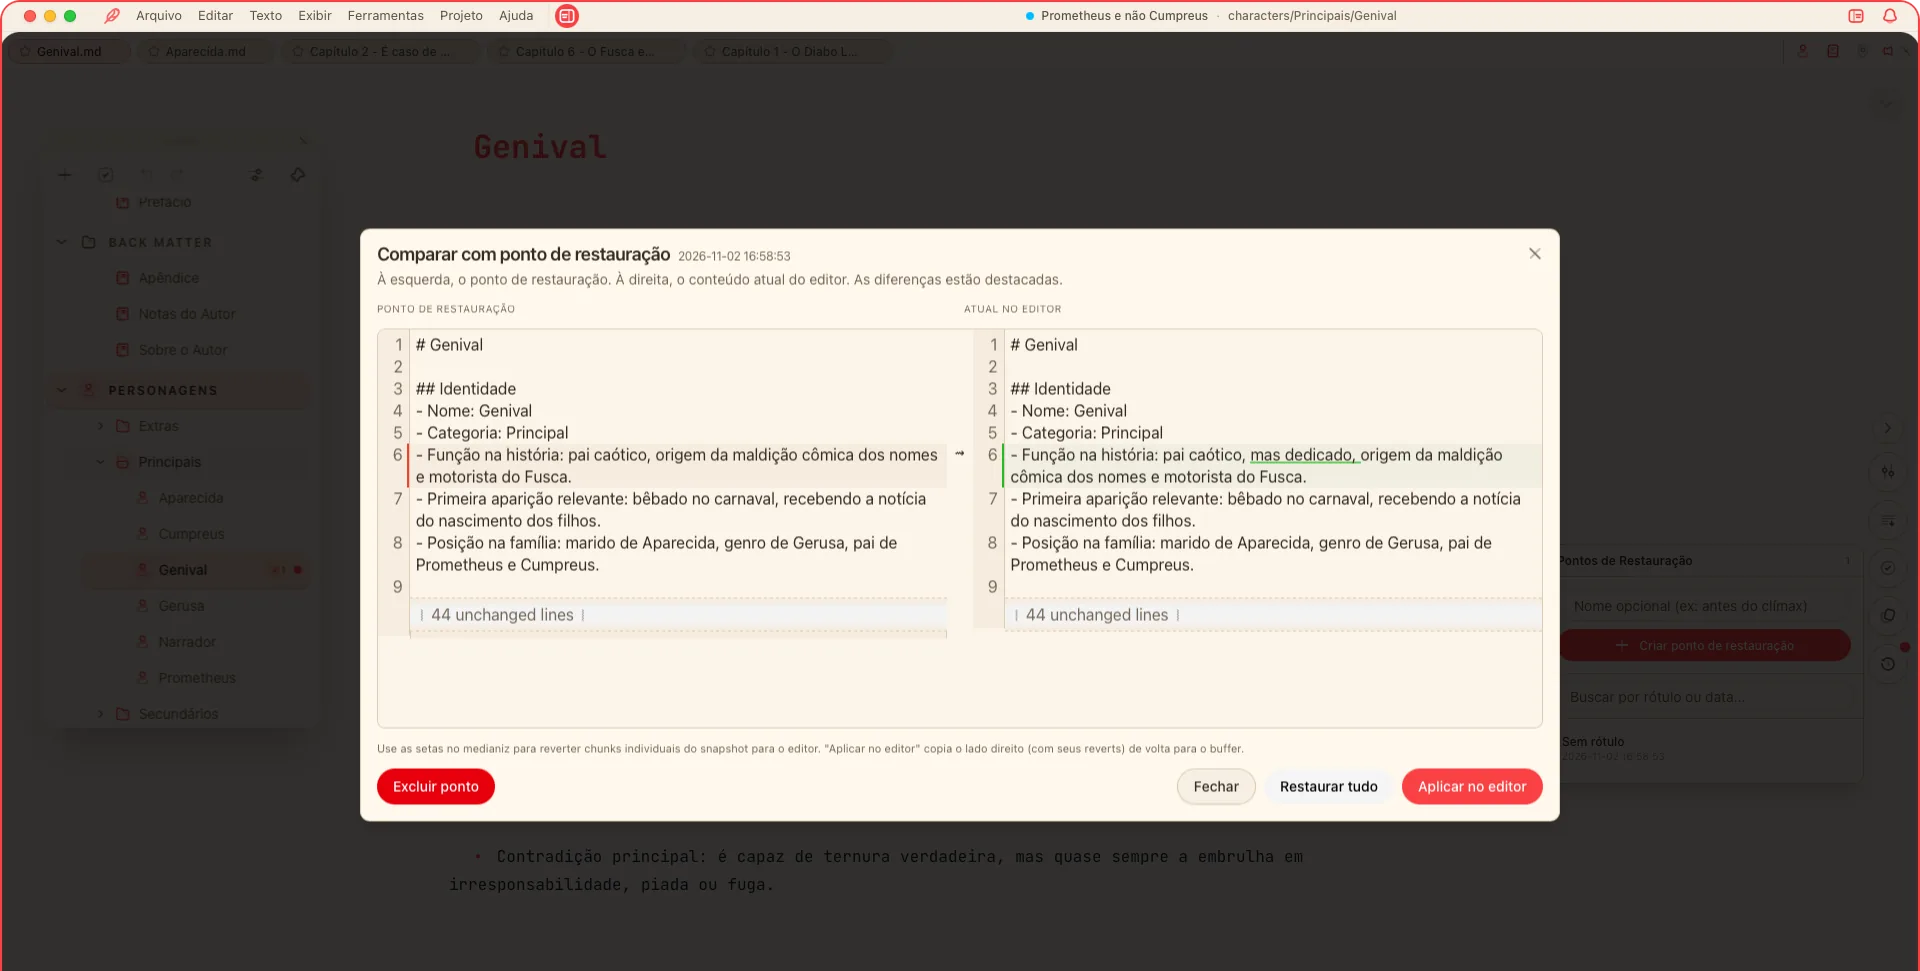 Arquivo Editar Texto Exibir Ferramentas Projeto Ajuda
Prometheus e não Cumpreus · characters/Principais/Genival
Genival.md
Aparecida.md
Capítulo 2 - É caso de ...
Capítulo 6 - O Fusca e...
Capítulo 1 - O Diabo L...
Genival
Prefácio
BACK MATTER
Apêndice
Notas do Autor
Sobre o Autor
PERSONAGENS
Extras
Principais
Aparecida
Cumpreus
Genival
Gerusa
Narrador
Prometheus
Secundários
Comparar com ponto de restauração 2026-11-02 16:58:53
À esquerda, o ponto de restauração. À direita, o conteúdo atual do editor. As diferenças estão destacadas.
PONTO DE RESTAURAÇÃO
1 # Genival
2
3 ## Identidade
4 - Nome: Genival
5 - Categoria: Principal
6 - Função na história: pai caótico, origem da maldição cômica dos nomes
e motorista do Fusca.
7 - Primeira aparição relevante: bêbado no carnaval, recebendo a notícia
do nascimento dos filhos.
8 - Posição na família: marido de Aparecida, genro de Gerusa, pai de
Prometheus e Cumpreus.
9
| 44 unchanged lines |
→
ATUAL NO EDITOR
1 # Genival
2
3 ## Identidade
4 - Nome: Genival
5 - Categoria: Principal
6 - Função na história: pai caótico, mas dedicado, origem da maldição
cômica dos nomes e motorista do Fusca.
7 - Primeira aparição relevante: bêbado no carnaval, recebendo a notícia
do nascimento dos filhos.
8 - Posição na família: marido de Aparecida, genro de Gerusa, pai de
Prometheus e Cumpreus.
9
| 44 unchanged lines |
Use as setas no medianiz para reverter chunks individuais do snapshot para o editor. "Aplicar no editor" copia o lado direito (com seus reverts) de volta para o buffer.
Excluir ponto
Fechar
Restaurar tudo
Aplicar no editor
Pontos de Restauração 1
Nome opcional (ex: antes do clímax)
+ Criar ponto de restauração
Buscar por rótulo ou data...
Sem rótulo
2026-11-02 16:58:53
• Contradição principal: é capaz de ternura verdadeira, mas quase sempre a embrulha em
irresponsabilidade, piada ou fuga.